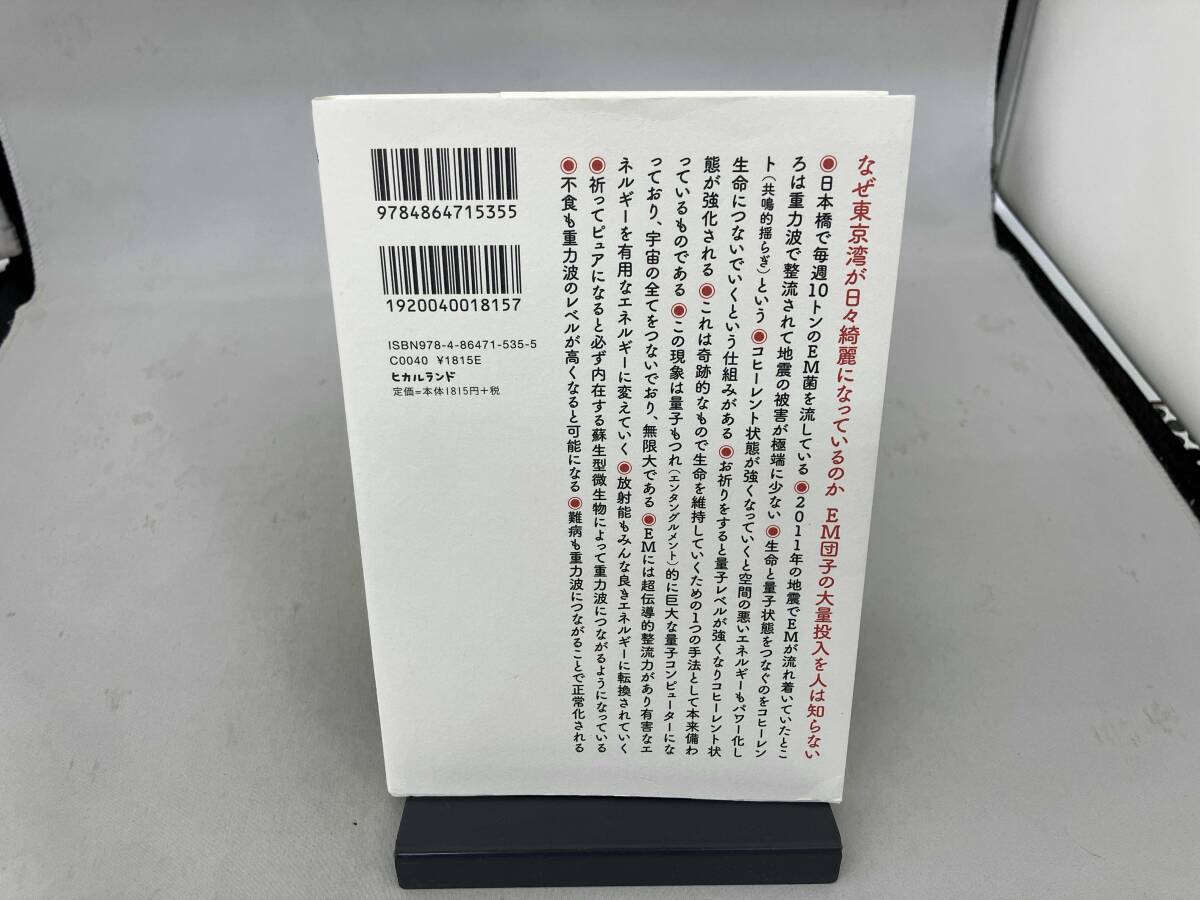 なぜ東京湾が日々綺麗になっているのか EM団子の大量投入を人は知らない
●日本橋で毎週10トンのEM菌を流している ●2011年の地震でEMが流れ着いていたとこ
ろは重力波で整流されて地震の被害が極端に少ない ●生命と量子状態をつなぐのをコヒーレン
ト(共鳴的揺らぎ)という ●コヒーレント状態が強くなっていくと空間の悪いエネルギーもパワー化し
生命につないでいくという仕組みがある ●お祈りをすると量子レベルが強くなりコヒーレント状
態が強化される ●これは奇跡的なもので生命を維持していくための1つの手法として本来備わ
っているものである ●この現象は量子もつれ(エンタングルメント)的に巨大な量子コンピューターにな
っており、宇宙の全てをつないでおり、無限大である ●EMには超伝導的整流力があり有害なエ
ネルギーを有用なエネルギーに変えていく ●放射能もみんな良きエネルギーに転換されていく
●祈ってピュアになると必ず内在する蘇生型微生物によって重力波につながるようになっている
●不食も重力波のレベルが高くなると可能になる ●難病も重力波につながることで正常化される
9784864715355
1920040018157
ISBN978-4-86471-535-5
C0040 ¥1815E
ヒカルランド
定価=本体1815円+税